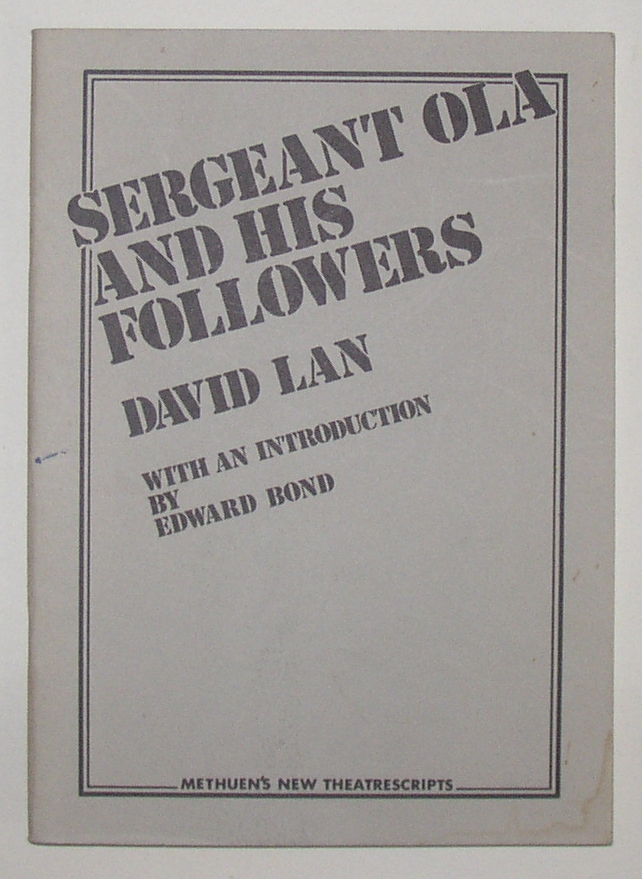 SERGEANT OLA
AND HIS
FOLLOWERS
DAVID LAN
WITH AN INTRODUCTION
BY
EDWARD BOND
METHUEN'S NEW THEATRESCRIPTS